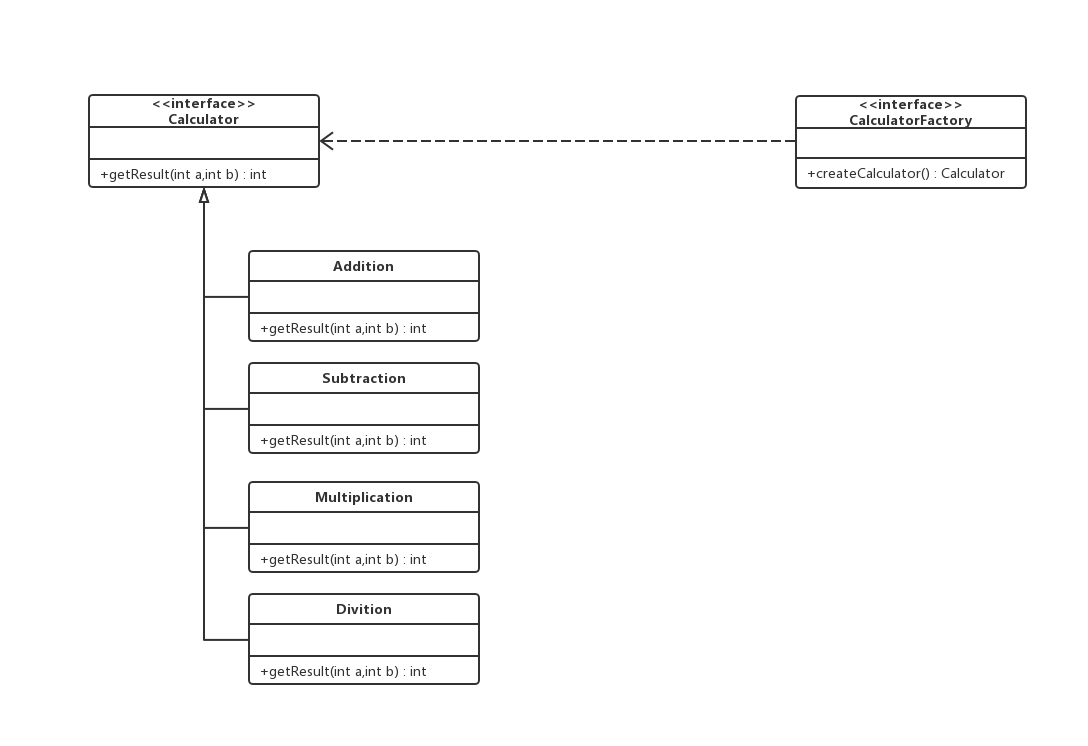 <<interface>>
Calculator
+getResult(int a,int b) : int
<<interface>>
CalculatorFactory
+createCalculator() : Calculator
Addition
+getResult(int a,int b) : int
Subtraction
+getResult(int a,int b) : int
Multiplication
+getResult(int a,int b) : int
Divition
+getResult(int a,int b) : int